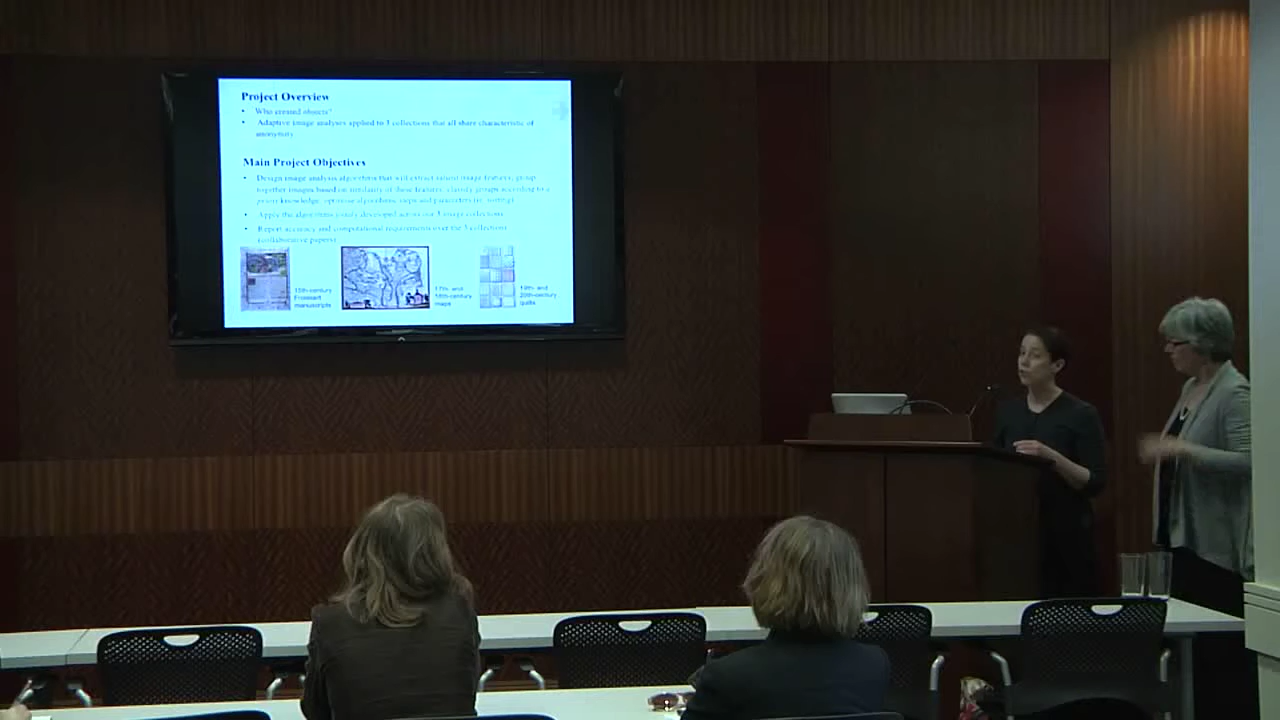 Project Overview
• Who created objects?
• Adaptive image analyses applied to 3 collections that all share characteristic of
anonymity
Main Project Objectives
• Design image analysis algorithms that will extract salient image features, group
together images based on similarity of these features, classify groups according to a
priori knowledge, optimize algorithmic steps and parameters (ie. sorting)
• Apply the algorithms jointly developed across our 3 image collections
• Report accuracy and computational requirements over the 3 collections
(collaborative papers)
15th-century
Froissart
manuscripts
17th- and
18th-century
maps
19th- and
20th-century
quilts